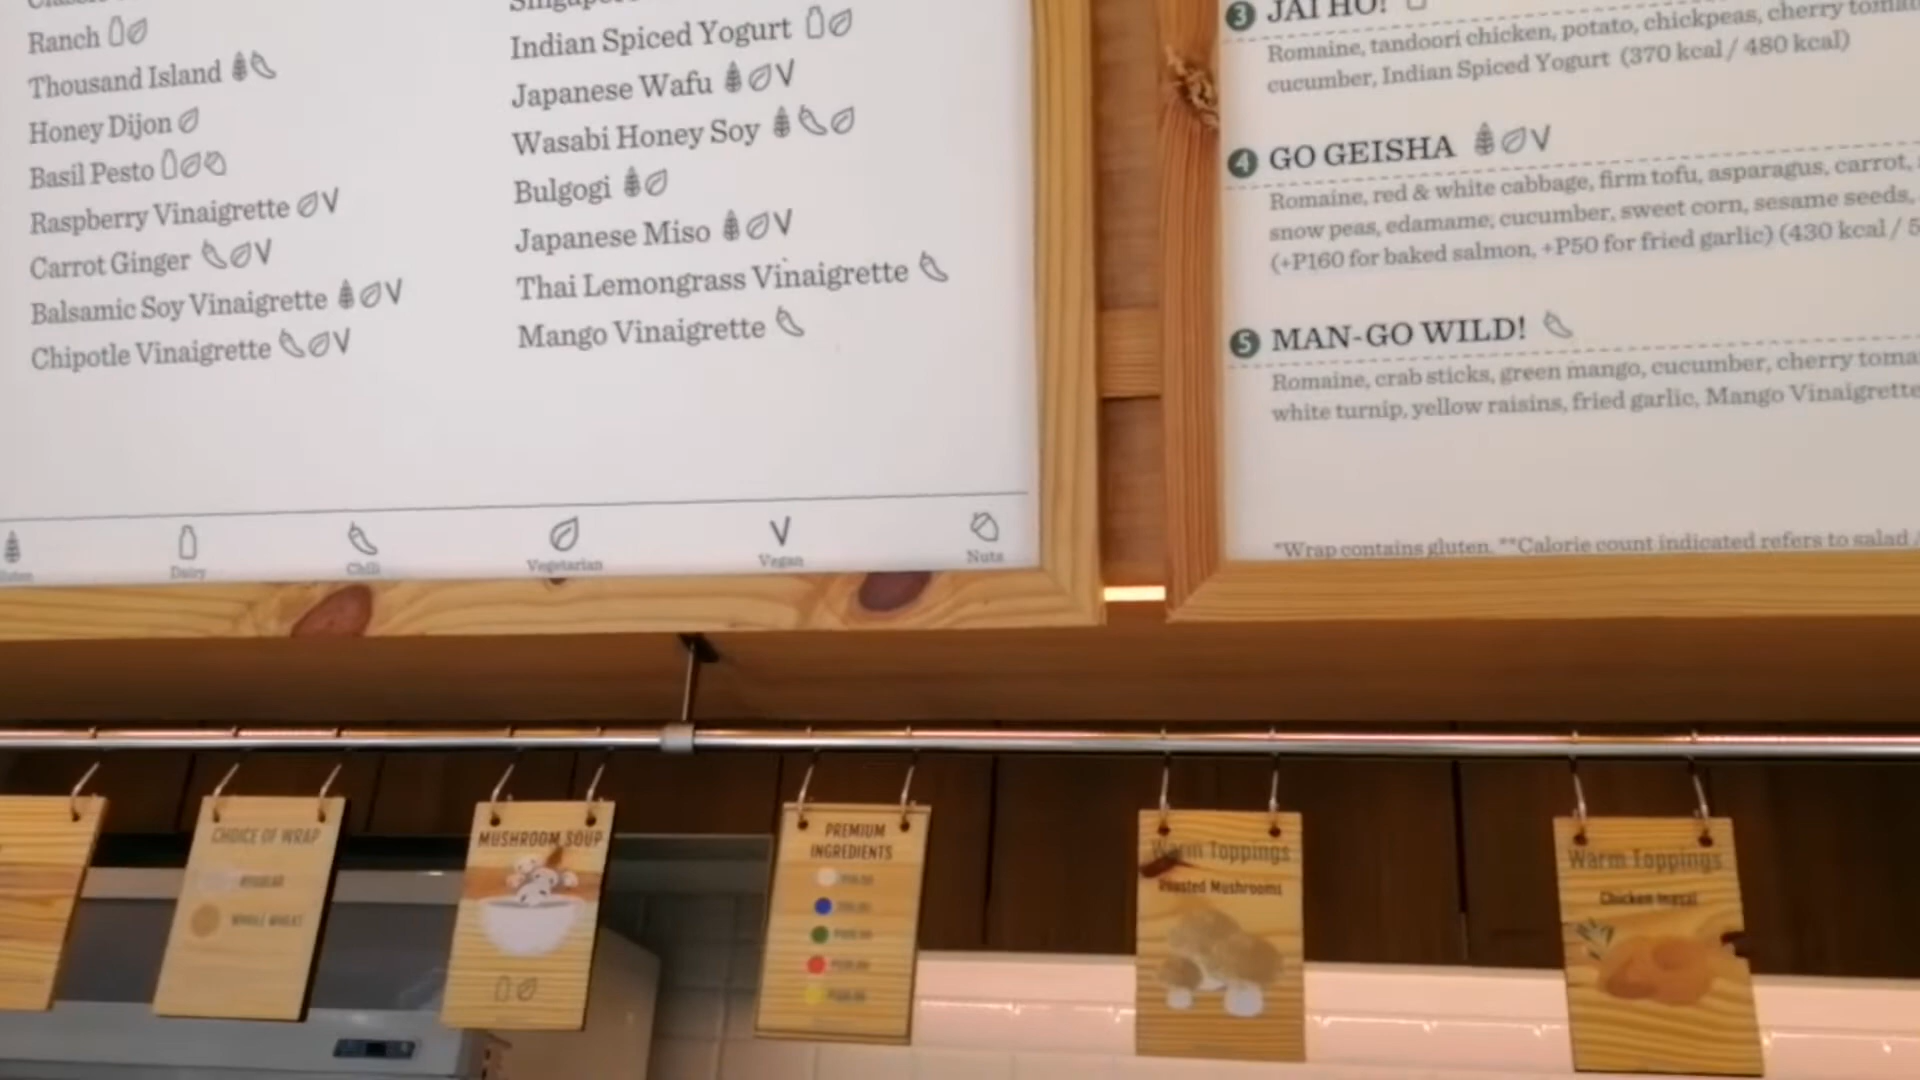 Ranch
Thousand Island
Honey Dijon
Basil Pesto
Raspberry Vinaigrette V
Carrot Ginger V
Balsamic Soy Vinaigrette V
Chipotle Vinaigrette V
Indian Spiced Yogurt
Japanese Wafu V
Wasabi Honey Soy
Bulgogi
Japanese Miso V
Thai Lemongrass Vinaigrette
Mango Vinaigrette
Dairy
Chili
Vegetarian
V
Vegan
Nuts
3 JAI HO!
Romaine, tandoori chicken, potato, chickpeas, cherry
cucumber, Indian Spiced Yogurt (370 kcal / 480 kcal)
4 GO GEISHA V
Romaine, red & white cabbage, firm tofu, asparagus, carrot,
snow peas, edamame, cucumber, sweet corn, sesame seeds,
(+P160 for baked salmon, +P50 for fried garlic) (430 kcal / 5
5 MAN-GO WILD!
Romaine, crab sticks, green mango, cucumber, cherry toma
white turnip, yellow raisins, fried garlic, Mango Vinaigrette
*Wrap contains gluten. **Calorie count indicated refers to salad
CHOICE OF WRAP
REGULAR
WHOLE WHEAT
MUSHROOM SOUP
PREMIUM
INGREDIENTS
Warm Toppings
Roasted Mushrooms
Warm Toppings
Chicken Inasal